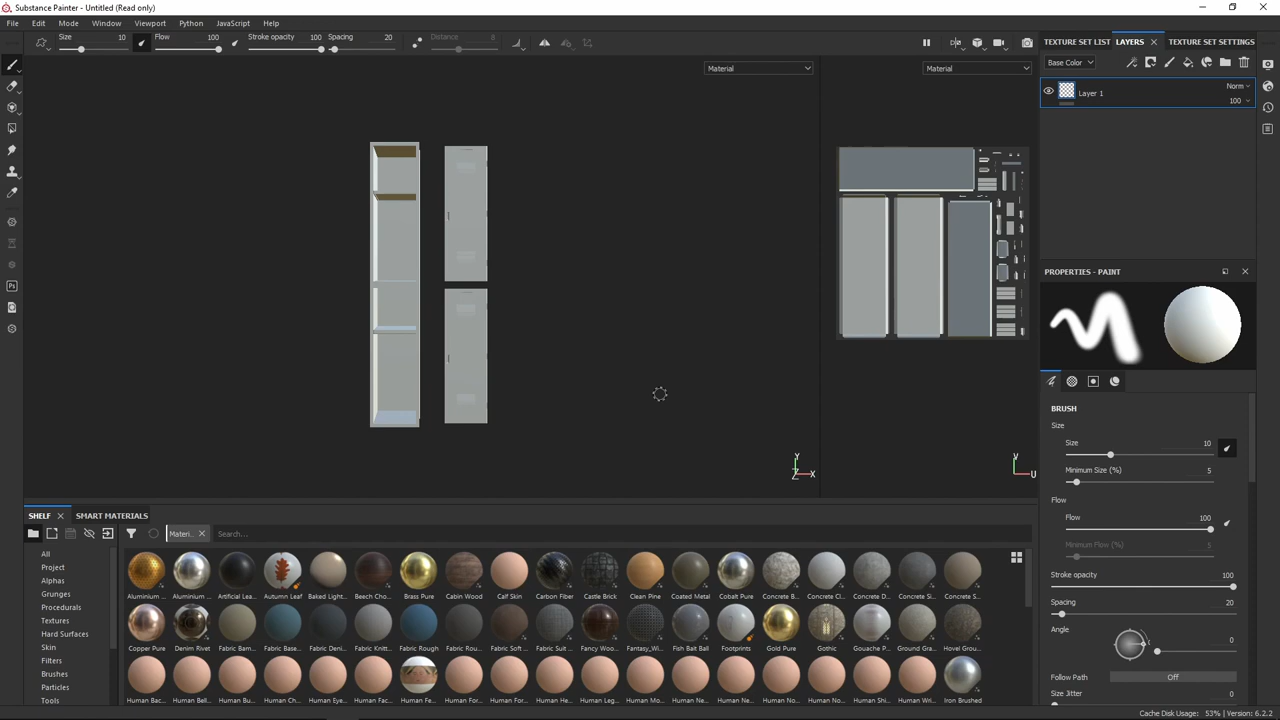 Substance Painter - Untitled (Read only)
File Edit Mode Window Viewport Python JavaScript Help
Size 10 Flow 100 Stroke opacity 100 Spacing 20 Distance 8
Material
Material
TEXTURE SET LIST LAYERS TEXTURE SET SETTINGS
Base Color
Layer 1
Norm
100
PROPERTIES - PAINT
BRUSH
Size
Size 10
Minimum Size (%) 5
Flow
Flow 100
Minimum Flow (%) 5
Stroke opacity 100
Spacing 20
Angle
0
Follow Path Off
Size Jitter 0
Y
X
Z
V
U
SHELF SMART MATERIALS
Ps
Materi... Search...
All
Project
Alphas
Grunges
Procedurals
Textures
Hard Surfaces
Skin
Filters
Brushes
Particles
Tools
Aluminium ... Aluminium ... Artificial Lea... Autumn Leaf Baked Light... Beech Cho... Brass Pure Cabin Wood Calf Skin Carbon Fiber Castle Brick Clean Pine Coated Metal Cobalt Pure Concrete B... Concrete Cl... Concrete D... Concrete Si... Concrete S...
Copper Pure Denim Rivet Fabric Bam... Fabric Base... Fabric Deni... Fabric Knitt... Fabric Rough Fabric Rou... Fabric Soft ... Fabric Suit ... Fancy Woo... Fantasy_Wi... Fish Bait Ball Footprints Gold Pure Gothic Gouache P... Ground Gra... Hovel Groun...
Human Bac... Human Bell... Human Bu... Human Ch... Human Eye... Human Fac... Human Fe... Human For... Human For... Human He... Human Leg... Human Mo... Human Ne... Human Ne... Human No... Human No... Human Shi... Human Wri... Iron Brushed
Cache Disk Usage: 53% | Version: 6.2.2